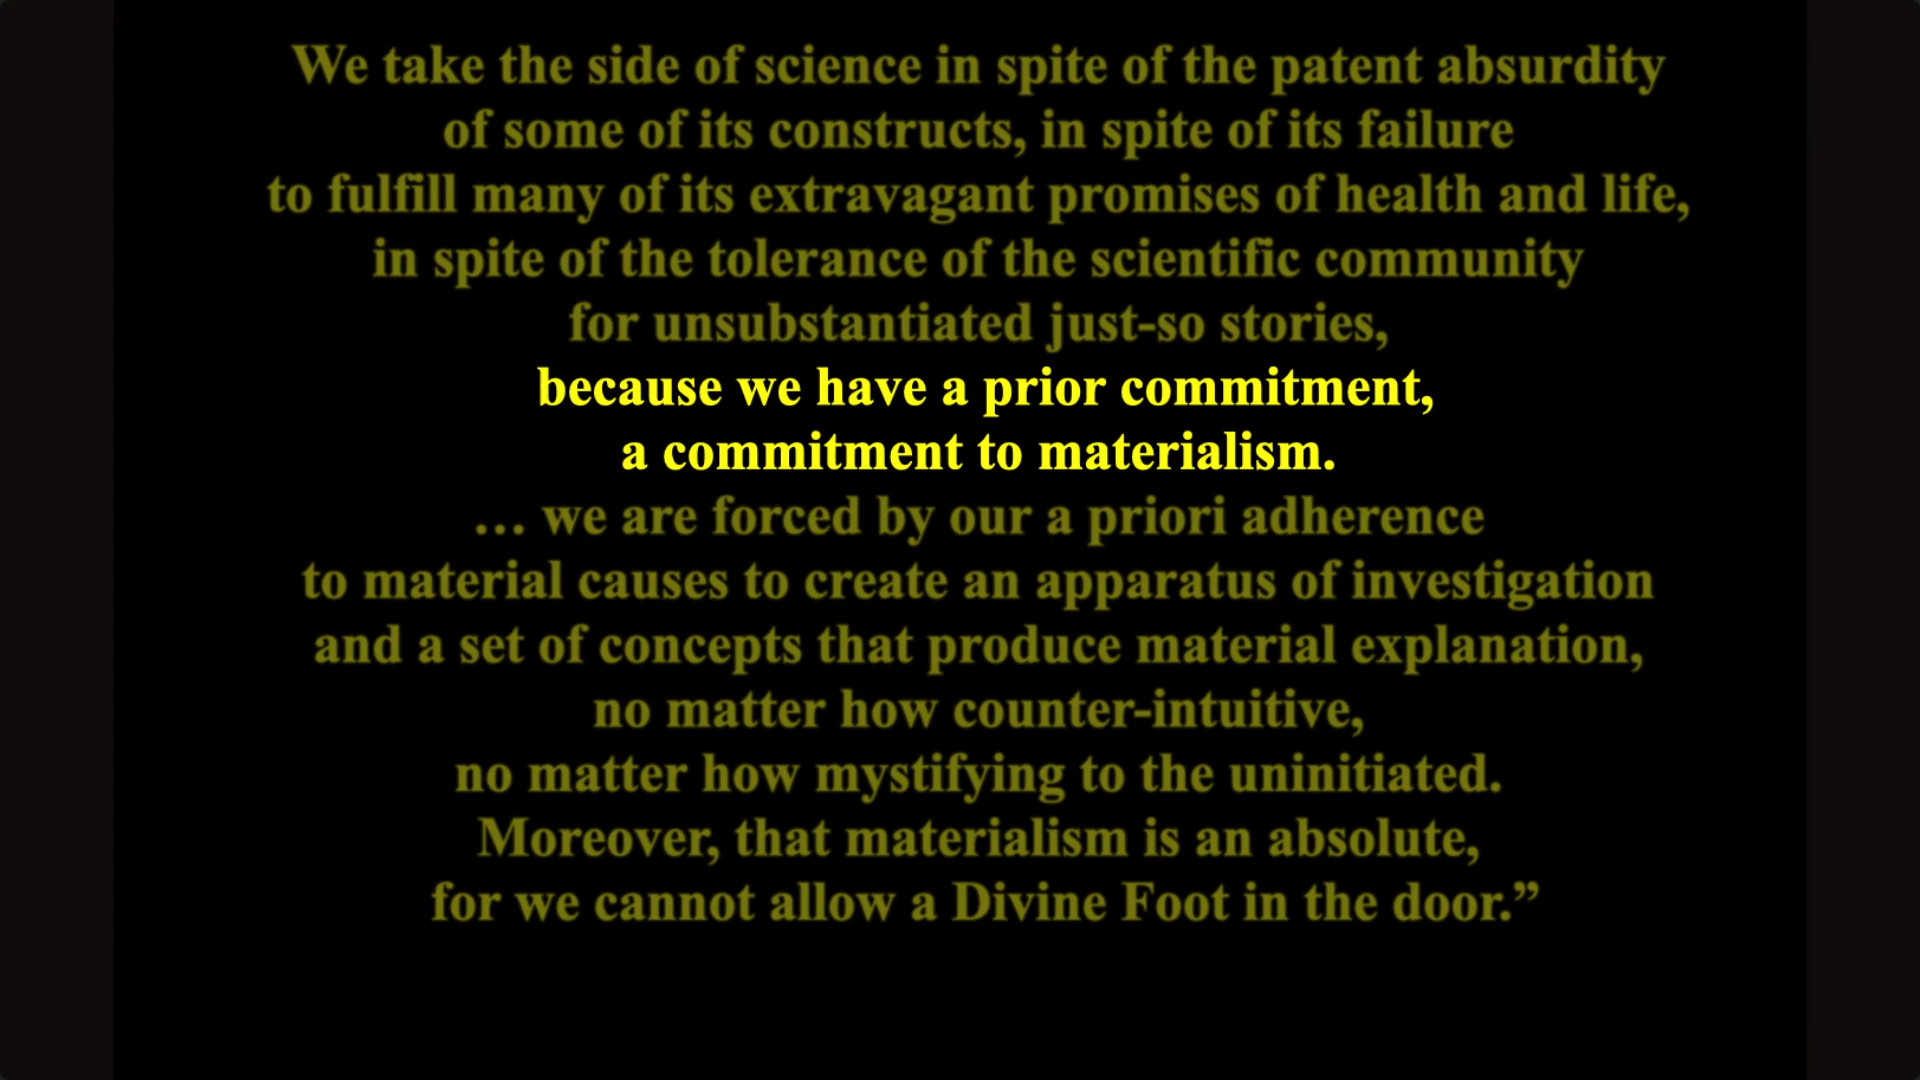 We take the side of science in spite of the patent absurdity
of some of its constructs, in spite of its failure
to fulfill many of its extravagant promises of health and life,
in spite of the tolerance of the scientific community
for unsubstantiated just-so stories,
because we have a prior commitment,
a commitment to materialism.
… we are forced by our a priori adherence
to material causes to create an apparatus of investigation
and a set of concepts that produce material explanation,
no matter how counter-intuitive,
no matter how mystifying to the uninitiated.
Moreover, that materialism is an absolute,
for we cannot allow a Divine Foot in the door.”